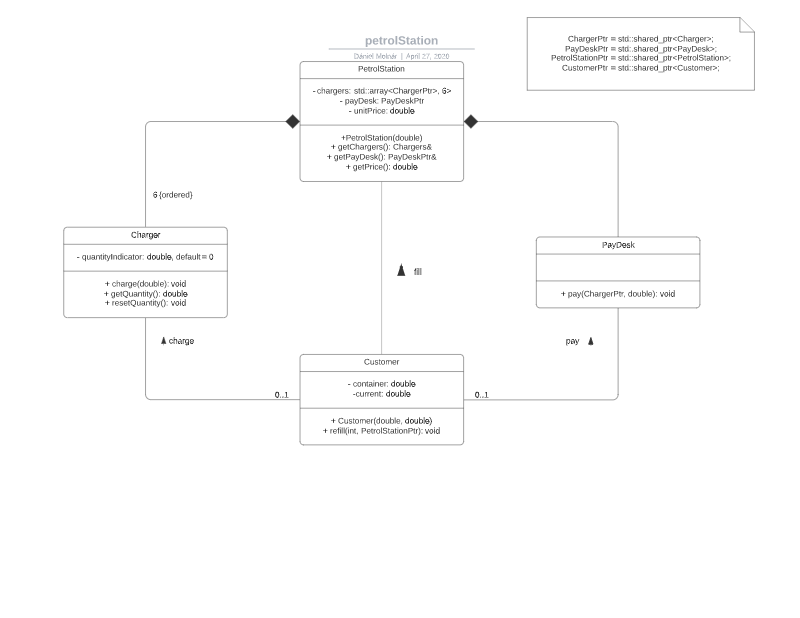 petrolStation
Dániel Molnár | April 27, 2020
ChargerPtr = std::shared_ptr<Charger>;
PayDeskPtr = std::shared_ptr<PayDesk>;
PetrolStationPtr = std::shared_ptr<PetrolStation>;
CustomerPtr = std::shared_ptr<Customer>;
PetrolStation
- chargers: std::array<ChargerPtr>, 6>
- payDesk: PayDeskPtr
- unitPrice: double
+PetrolStation(double)
+ getChargers(): Chargers&
+ getPayDesk(): PayDeskPtr&
+ getPrice(): double
6 {ordered}
Charger
- quantityIndicator: double, default = 0
+ charge(double): void
+ getQuantity(): double
+ resetQuantity(): void
PayDesk
+ pay(ChargerPtr, double): void
fill
charge
pay
0..1
0..1
Customer
- container: double
-current: double
+ Customer(double, double)
+ refill(int, PetrolStationPtr): void